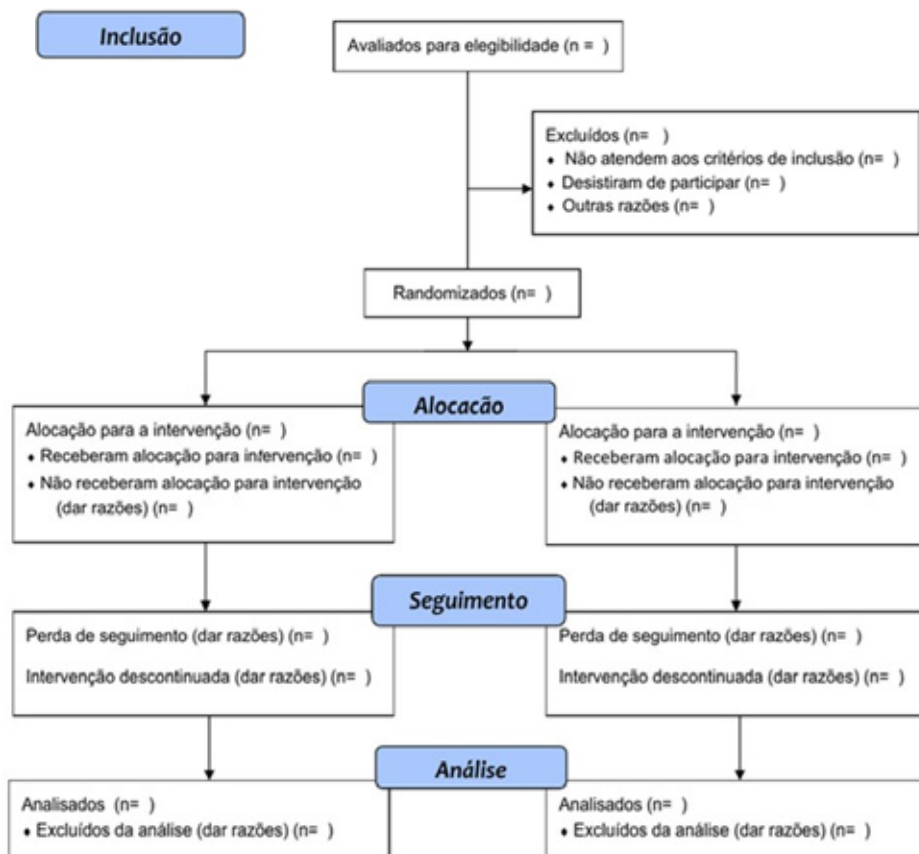 Inclusão
Avaliados para elegibilidade (n = )
Excluídos (n= )
♦ Não atendem aos critérios de inclusão (n= )
♦ Desistiram de participar (n= )
♦ Outras razões (n= )
Randomizados (n= )
Alocacão
Alocação para a intervenção (n= )
♦ Receberam alocação para intervenção (n= )
♦ Não receberam alocação para intervenção
(dar razões) (n= )
Alocação para a intervenção (n= )
♦ Receberam alocação para intervenção (n= )
♦ Não receberam alocação para intervenção
(dar razões) (n= )
Seguimento
Perda de seguimento (dar razões) (n= )
Intervenção descontinuada (dar razões) (n= )
Perda de seguimento (dar razões) (n= )
Intervenção descontinuada (dar razões) (n= )
Análise
Analisados (n= )
♦ Excluídos da análise (dar razões) (n= )
Analisados (n= )
♦ Excluídos da análise (dar razões) (n= )